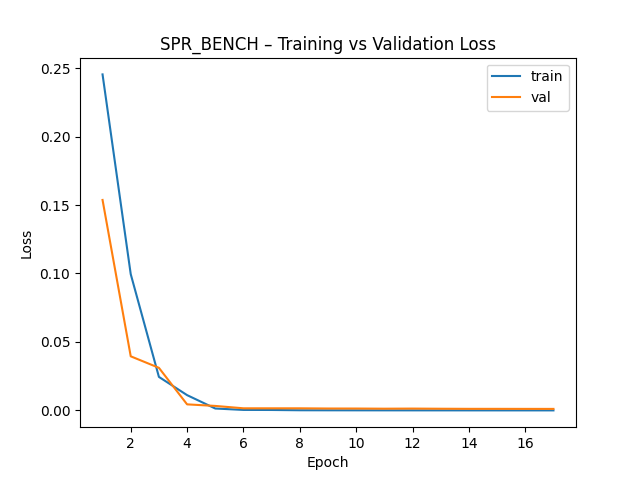 SPR_BENCH – Training vs Validation Loss
train
val
Loss
0.25
0.20
0.15
0.10
0.05
0.00
2 4 6 8 10 12 14 16
Epoch